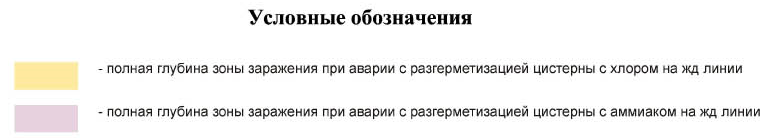 Условные обозначения
- полная глубина зоны заражения при аварии с разгерметизацией цистерны с хлором на жд линии
- полная глубина зоны заражения при аварии с разгерметизацией цистерны с аммиаком на жд линии